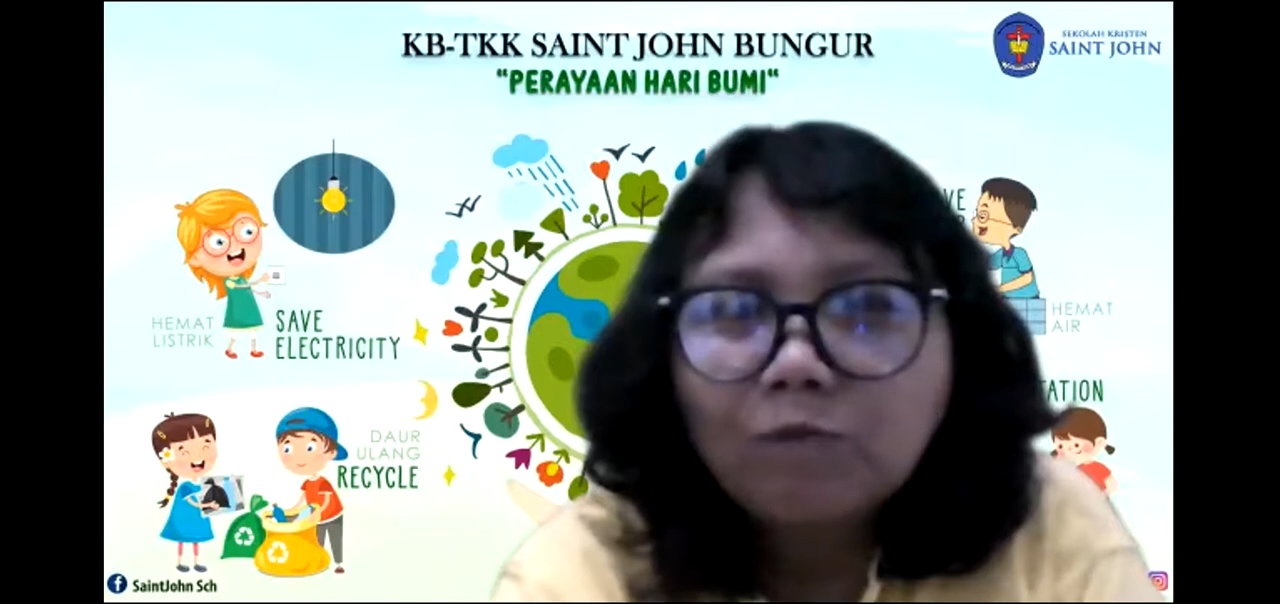 KB-TKK SAINT JOHN BUNGUR
"PERAYAAN HARI BUMI"
SEKOLAH KRISTEN
SAINT JOHN
HEMAT
LISTRIK
SAVE
ELECTRICITY
HEMAT
AIR
DAUR
ULANG
RECYCLE
SaintJohn Sch